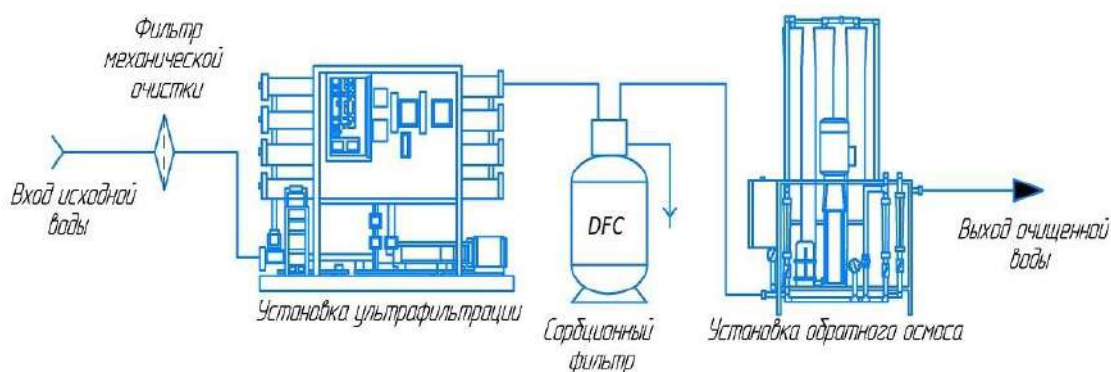 Фильтр
механической
очистки
Вход исходной
воды
Установка ультрафильтрации
DFC
Сорбционный
фильтр
Установка обратного осмоса
Выход очищенной
воды